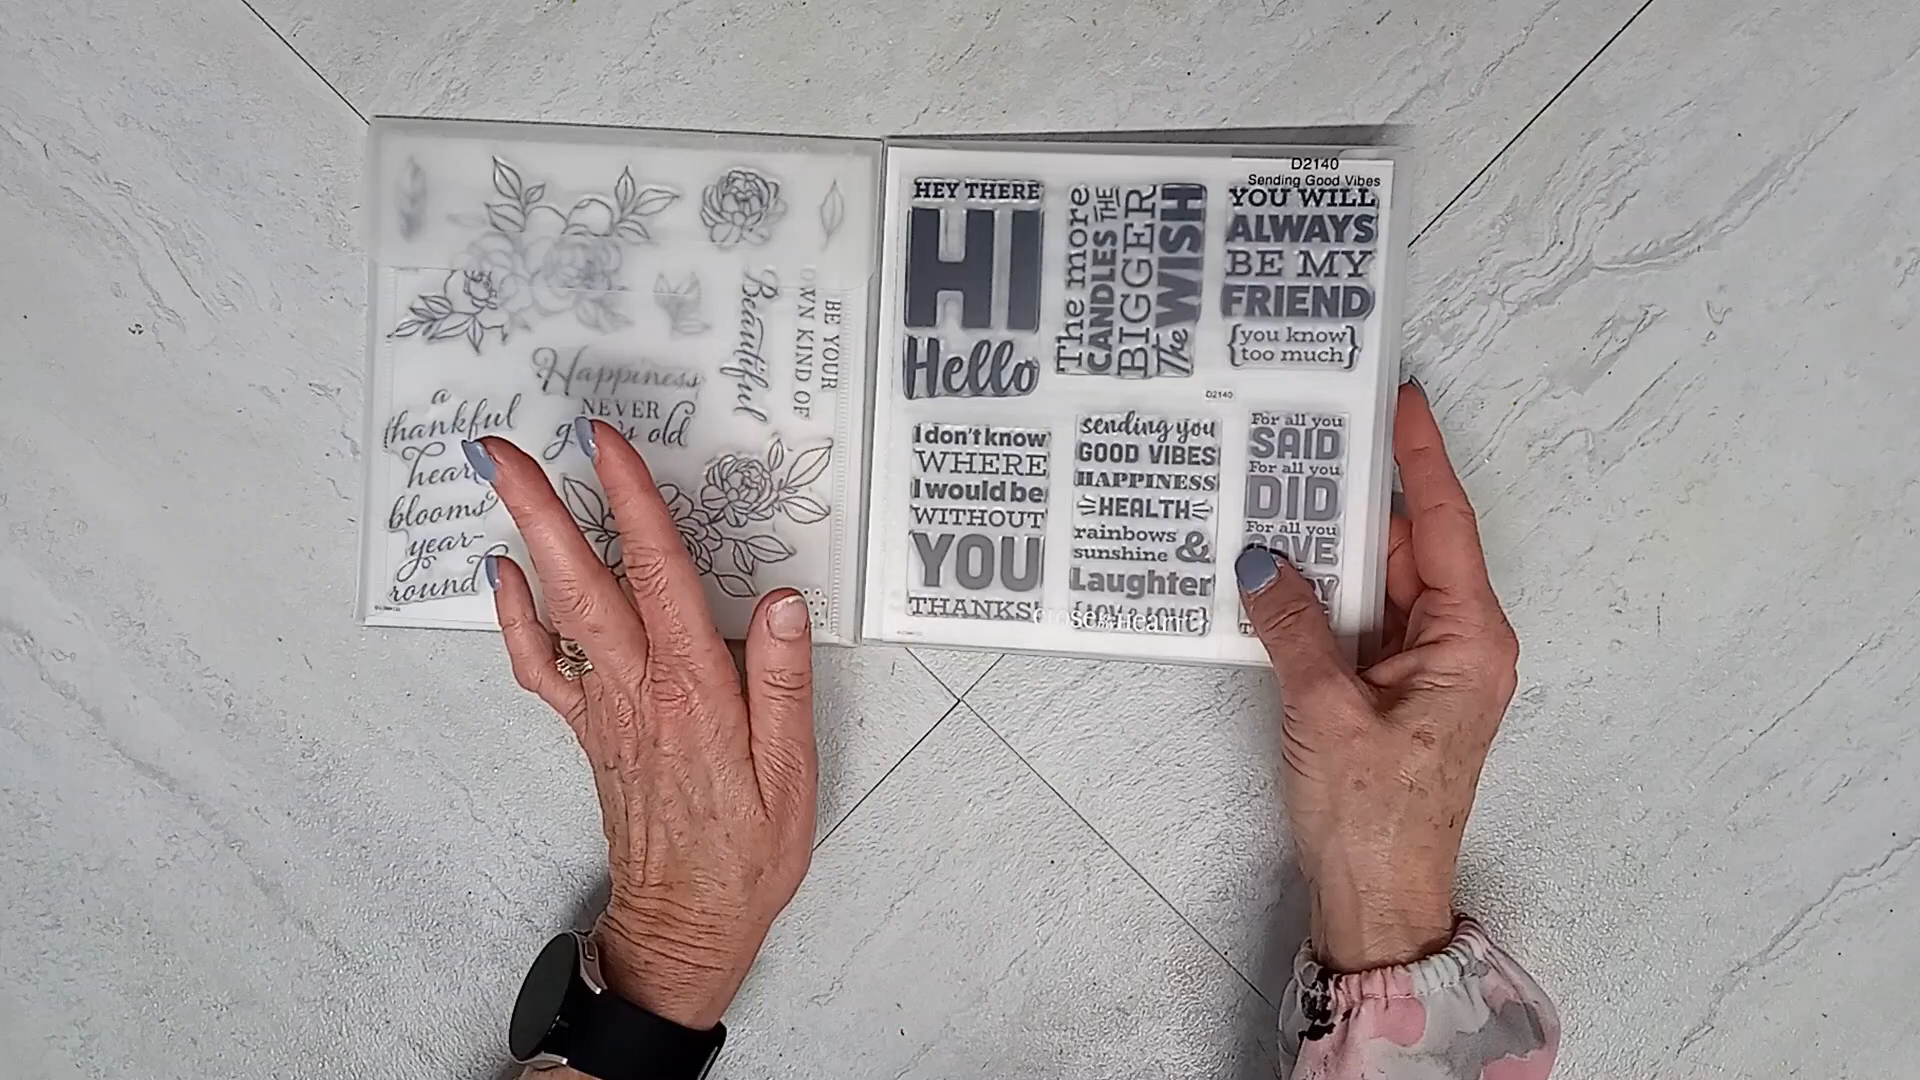 a
thankful
heart
blooms
year-
round
Happiness
NEVER
old
Beautiful
BE YOUR
OWN KIND OF
D2140
Sending Good Vibes
HEY THERE
HI
Hello
The more
CANDLES THE
BIGGER
the WISH
YOU WILL
ALWAYS
BE MY
FRIEND
{you know
too much}
D2140
I don't know
WHERE
I would be
WITHOUT
YOU
THANKS!
sending you
GOOD VIBES
HAPPINESS
HEALTH
rainbows
sunshine &
Laughter
{JOY & LOVE}
For all you
SAID
For all you
DID
For all you